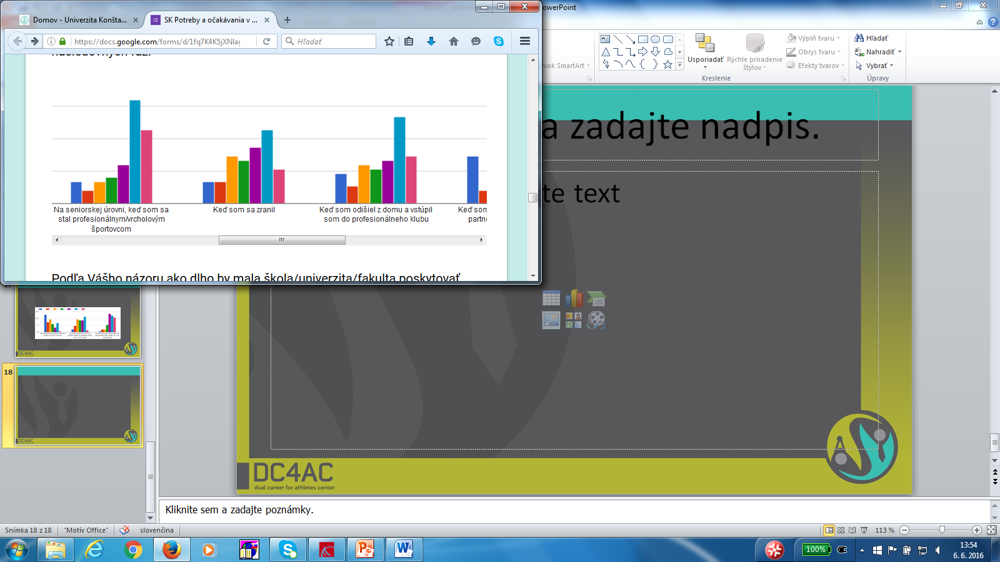 Domov - Univerzita Konšta...
SK Potreby a očakávania v ...
PowerPoint
https://docs.google.com/forms/d/1fq7K4K5jXNIag
Hľadať
Na seniorskej úrovni, keď som sa
stal profesionálnym/vrcholovým
športovcom
Keď som sa zranil
Keď som odišiel z domu a vstúpil
som do profesionálneho klubu
Keď som
partne
Podľa Vášho názoru ako dlho by mala škola/univerzita/fakulta poskytovať
vok SmartArt
Usporiadať
Rýchle priradenie
štýlov
Výplň tvaru
Obrys tvaru
Efekty tvarov
Kreslenie
Hľadať
Nahradiť
Vybrať
Úpravy
a zadajte nadpis.
te text
DC4AC
18
DC4AC
DC4AC
dual career for athletes center
Kliknite sem a zadajte poznámky.
Snímka 18 z 18
"Motív Office"
slovenčina
113 %
100%
13:54
6. 6. 2016